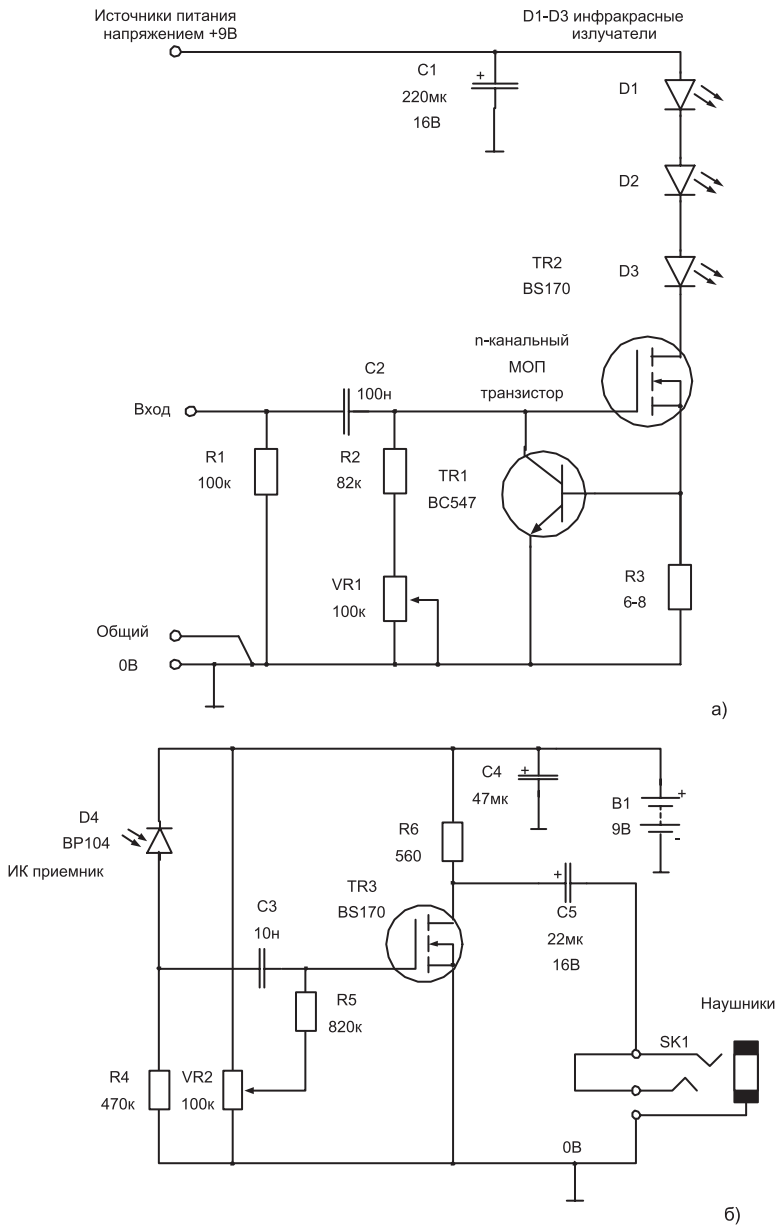 Источники питания
напряжением +9В
D1-D3 инфракрасные
излучатели
C1
+
220мк
16В
D1
D2
D3
TR2
BS170
n-канальный
МОП
транзистор
C2
100н
Вход
R1
100к
R2
82к
TR1
BC547
VR1
100к
R3
6-8
Общий
0В
а)
D4
BP104
ИК приемник
C4
+
47мк
B1
9В
+
-
R6
560
TR3
BS170
C3
10н
+
C5
22мк
16В
R5
820к
Наушники
SK1
R4
470к
VR2
100к
0В
б)